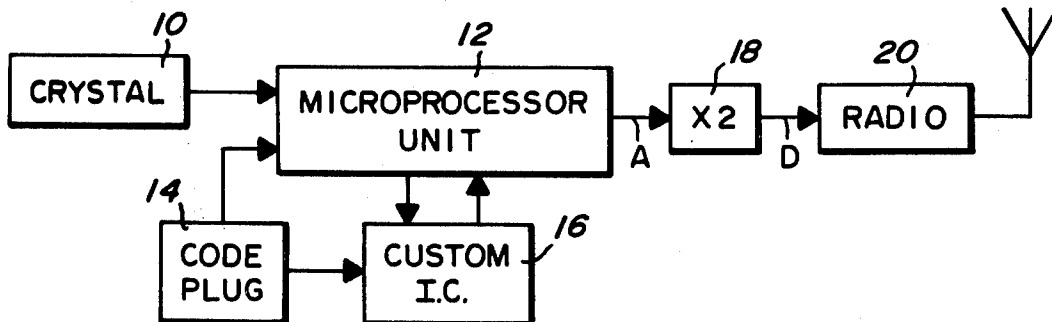 10
CRYSTAL
12
MICROPROCESSOR
UNIT
A
18
X2
D
20
RADIO
14
CODE
PLUG
16
CUSTOM
I.C.